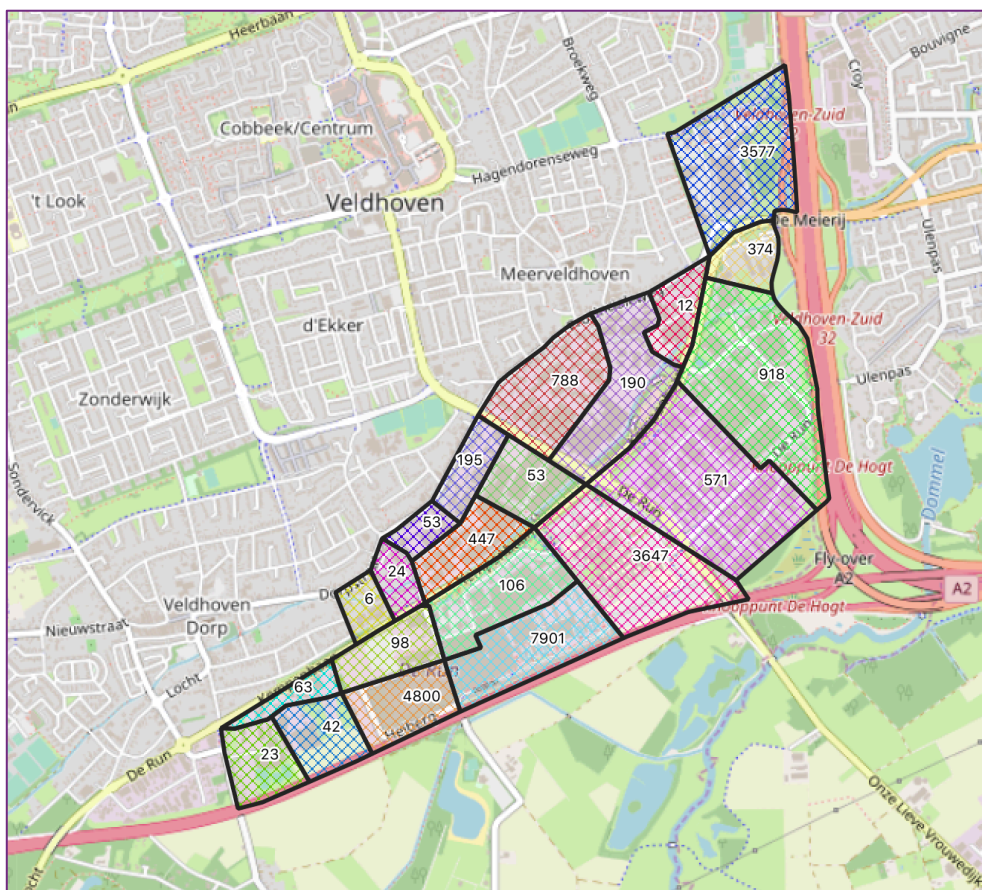 Heerbaan
Broekweg
Bouvigne
Croy
Veldhoven-Zuid
Cobbeek/Centrum
3577
Hagendorenseweg
't Look
Veldhoven
De Meierij
Ulenpas
374
Meerveldhoven
12
Veldhoven-Zuid
32
d'Ekker
Ulenpas
788
190
918
Zonderwijk
De Run
195
53
Knooppunt De Hogt
571
Sondervick
De Run
Dommel
53
447
3647
Fly-over
A2
A2
24
106
6
Veldhoven
Dorp
Knooppunt De Hogt
Nieuwstraat
98
7901
De Run
Locht
63
4800
42
Heiberg
23
De Run
Onze Lieve Vrouwedijk